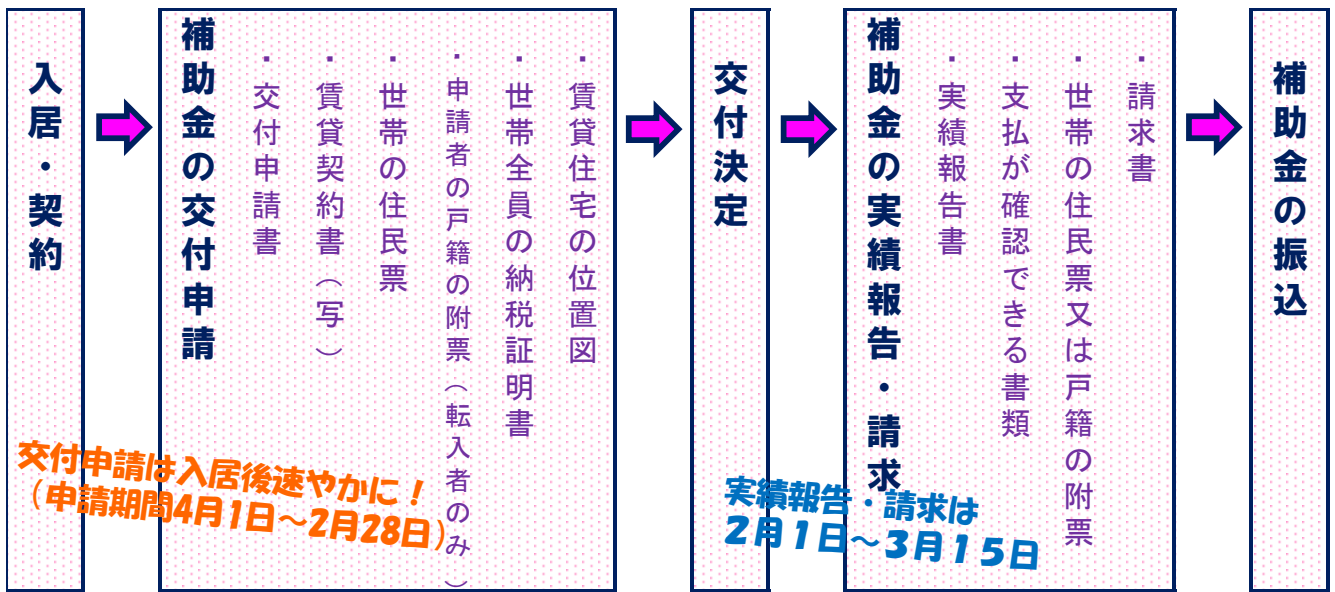 入居・契約
補助金の交付申請
・交付申請書
・賃貸契約書（写）
・世帯の住民票
・申請者の戸籍の附票（転入者のみ）
・世帯全員の納税証明書
・賃貸住宅の位置図
交付申請は入居後速やかに！
（申請期間4月1日～2月28日）
交付決定
補助金の実績報告・請求
・実績報告書
・支払が確認できる書類
・世帯の住民票又は戸籍の附票
・請求書
実績報告・請求は
２月１日～３月１５日
補助金の振込